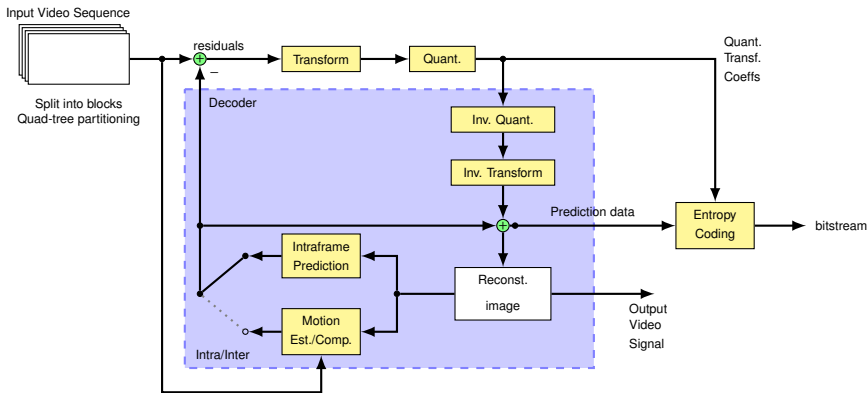 Input Video Sequence
Split into blocks
Quad-tree partitioning
residuals
+
−
Transform
Quant.
Quant.
Transf.
Coeffs
Decoder
Inv. Quant.
Inv. Transform
+
Prediction data
Entropy
Coding
bitstream
Intraframe
Prediction
Reconst.
image
Motion
Est./Comp.
Intra/Inter
Output
Video
Signal